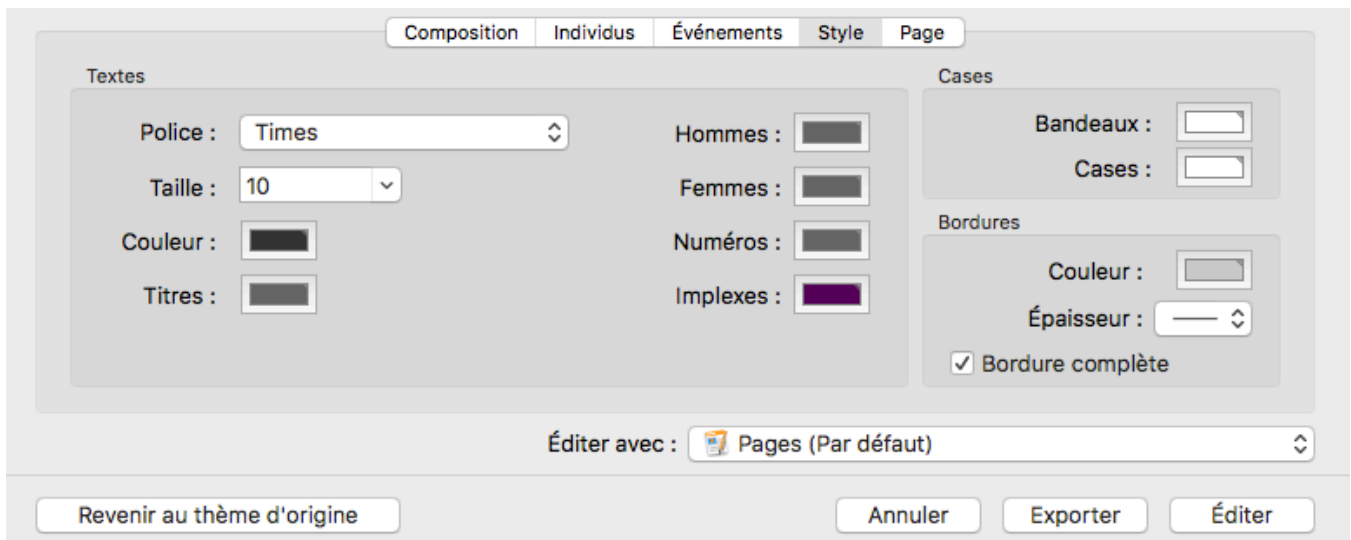 Composition Individus Événements Style Page
Textes
Police : Times
Taille : 10
Couleur :
Titres :
Hommes :
Femmes :
Numéros :
Implexes :
Cases
Bandeaux :
Cases :
Bordures
Couleur :
Épaisseur :
Bordure complète
Éditer avec : Pages (Par défaut)
Revenir au thème d'origine Annuler Exporter Éditer